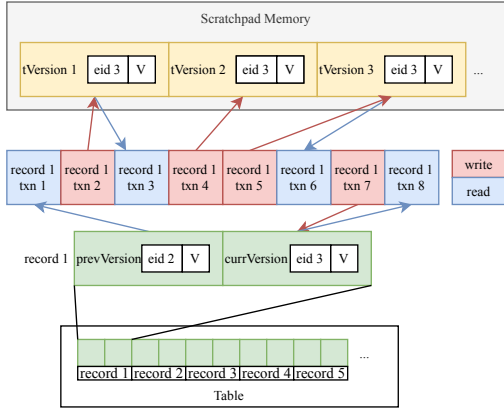 Scratchpad Memory
tVersion 1 eid 3 V tVersion 2 eid 3 V tVersion 3 eid 3 V ...
record 1 record 1 record 1 record 1 record 1 record 1 record 1 record 1 write
txn 1 txn 2 txn 3 txn 4 txn 5 txn 6 txn 7 txn 8 read
record 1 prevVersion eid 2 V currVersion eid 3 V
...
record 1 record 2 record 3 record 4 record 5
Table